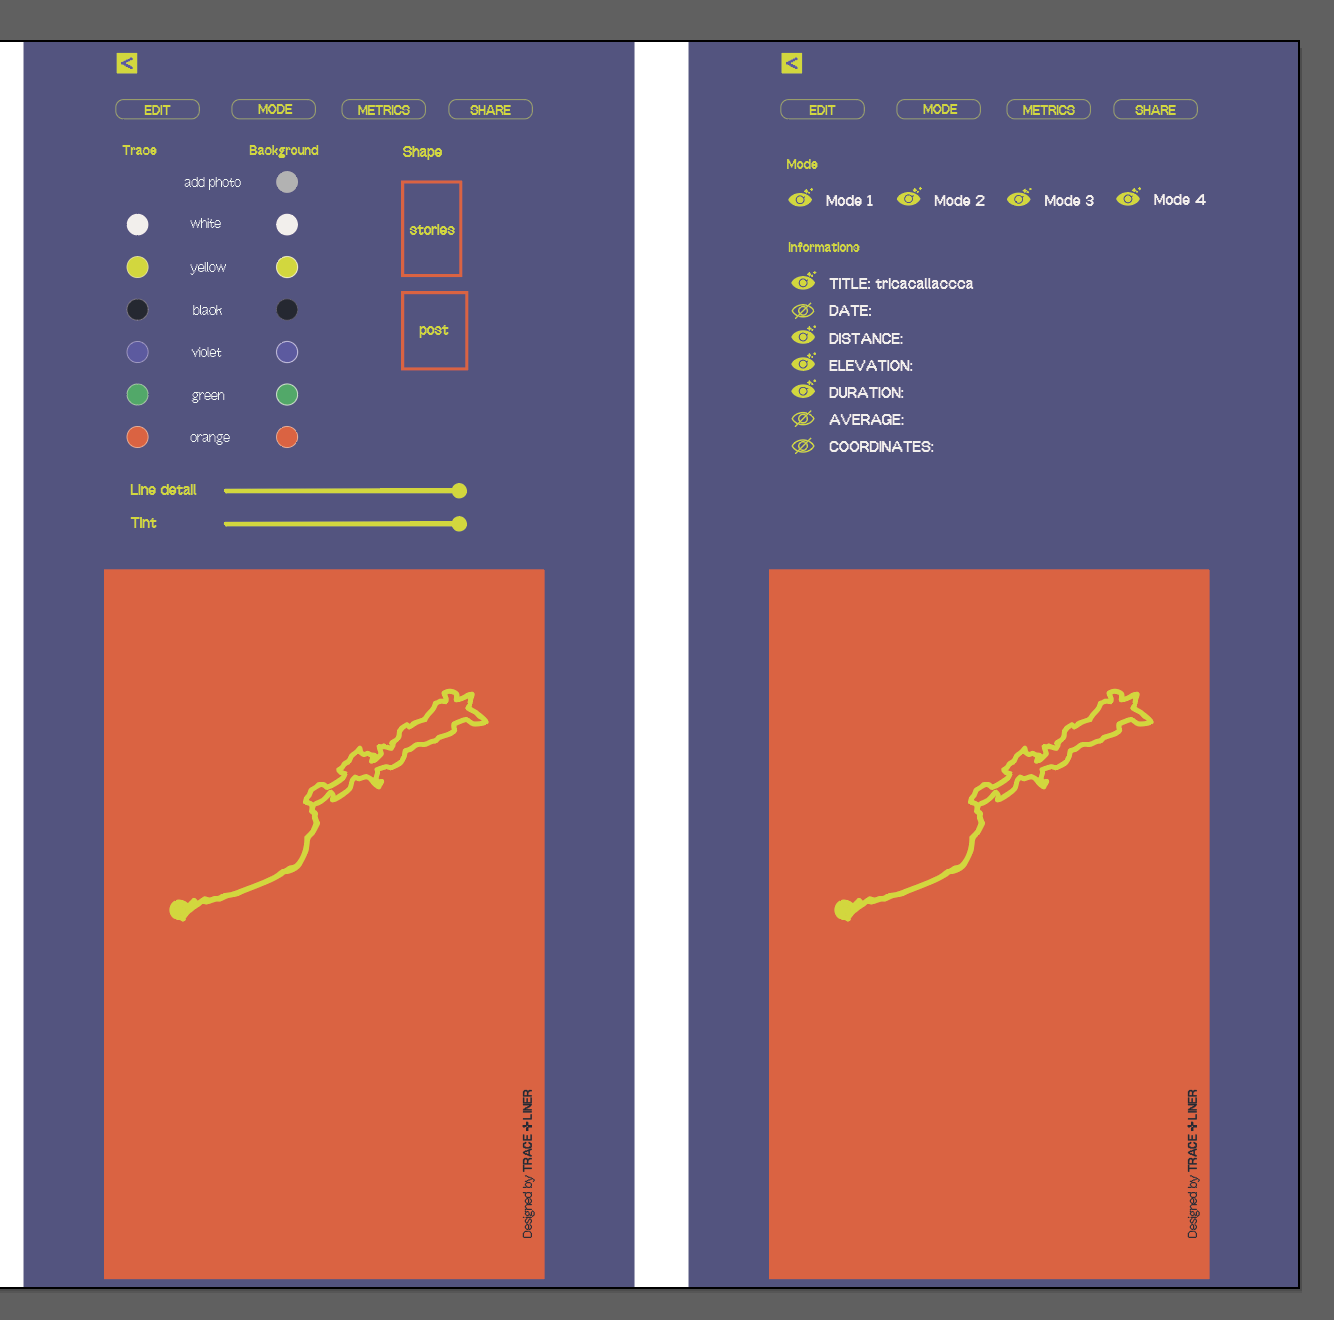 <
EDIT
MODE
METRICS
SHARE
Trace
Background
Shape
add photo
white
yellow
black
violet
green
orange
stories
post
Line detail
Tint
Designed by TRACE LINER
<
EDIT
MODE
METRICS
SHARE
Mode
Mode 1
Mode 2
Mode 3
Mode 4
Informations
TITLE: tricacallaccca
DATE:
DISTANCE:
ELEVATION:
DURATION:
AVERAGE:
COORDINATES:
Designed by TRACE LINER